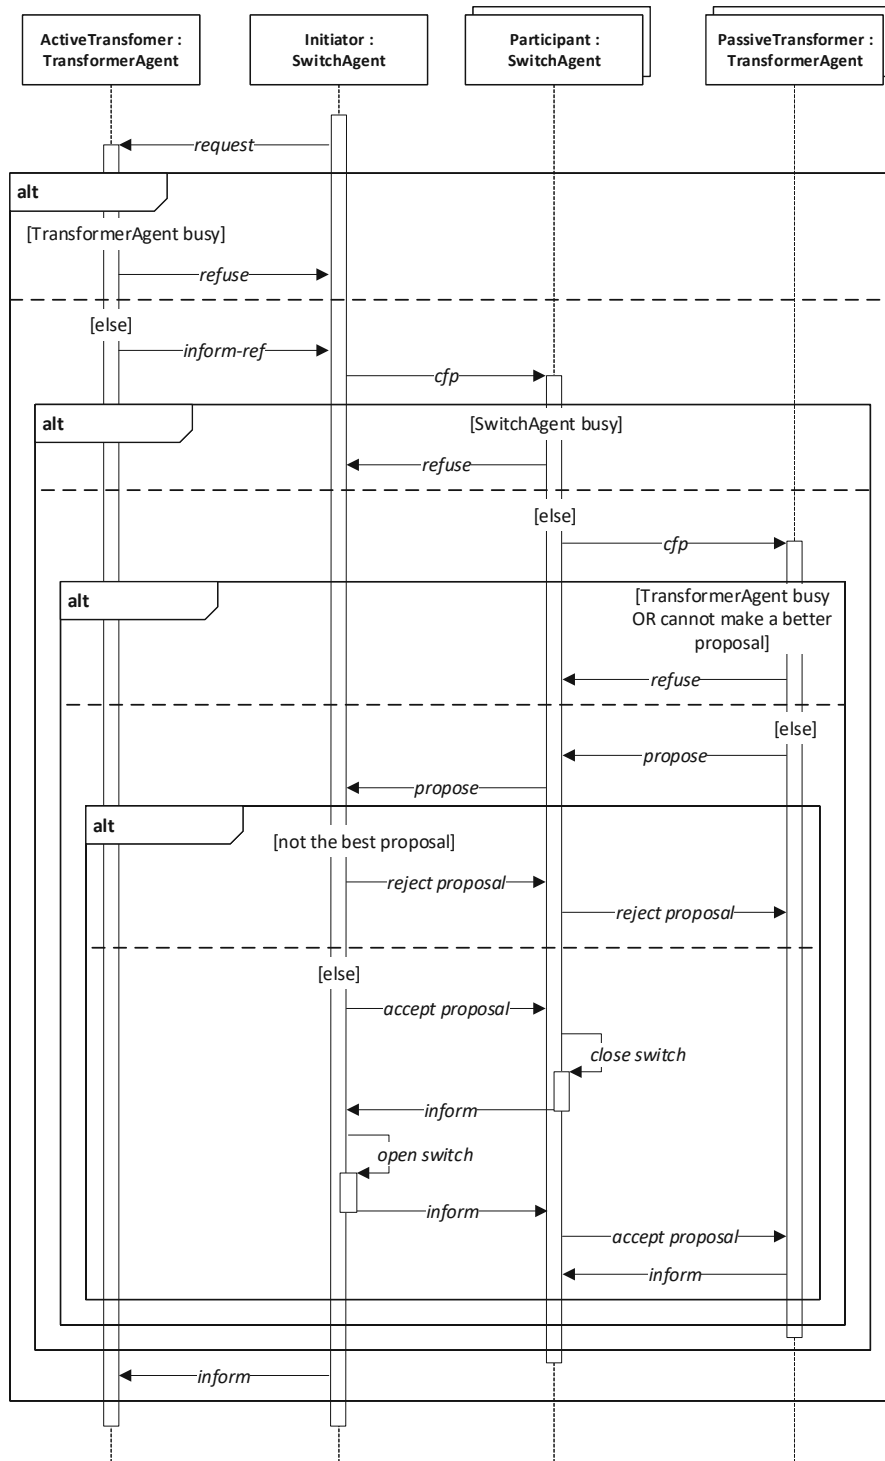 ActiveTransfomer :
TransformerAgent
Initiator :
SwitchAgent
Participant :
SwitchAgent
PassiveTransformer :
TransformerAgent
request
alt
[TransformerAgent busy]
refuse
[else]
inform-ref
cfp
alt
[SwitchAgent busy]
refuse
[else]
cfp
alt
[TransformerAgent busy
OR cannot make a better
proposal]
refuse
[else]
propose
propose
alt
[not the best proposal]
reject proposal
reject proposal
[else]
accept proposal
close switch
inform
open switch
inform
accept proposal
inform
inform